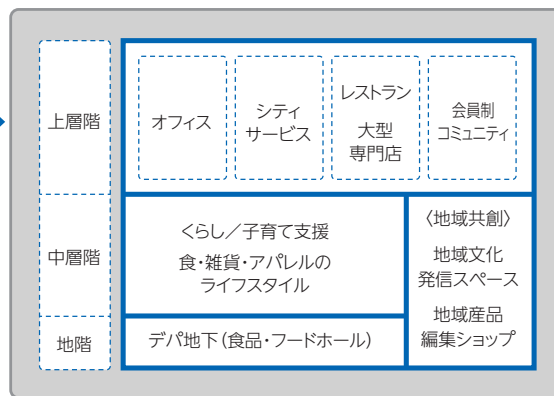 上層階
オフィス
シティ
サービス
レストラン
大型
専門店
会員制
コミュニティ
中層階
くらし／子育て支援
食・雑貨・アパレルの
ライフスタイル
〈地域共創〉
地域文化
発信スペース
地域産品
編集ショップ
地階
デパ地下（食品・フードホール）